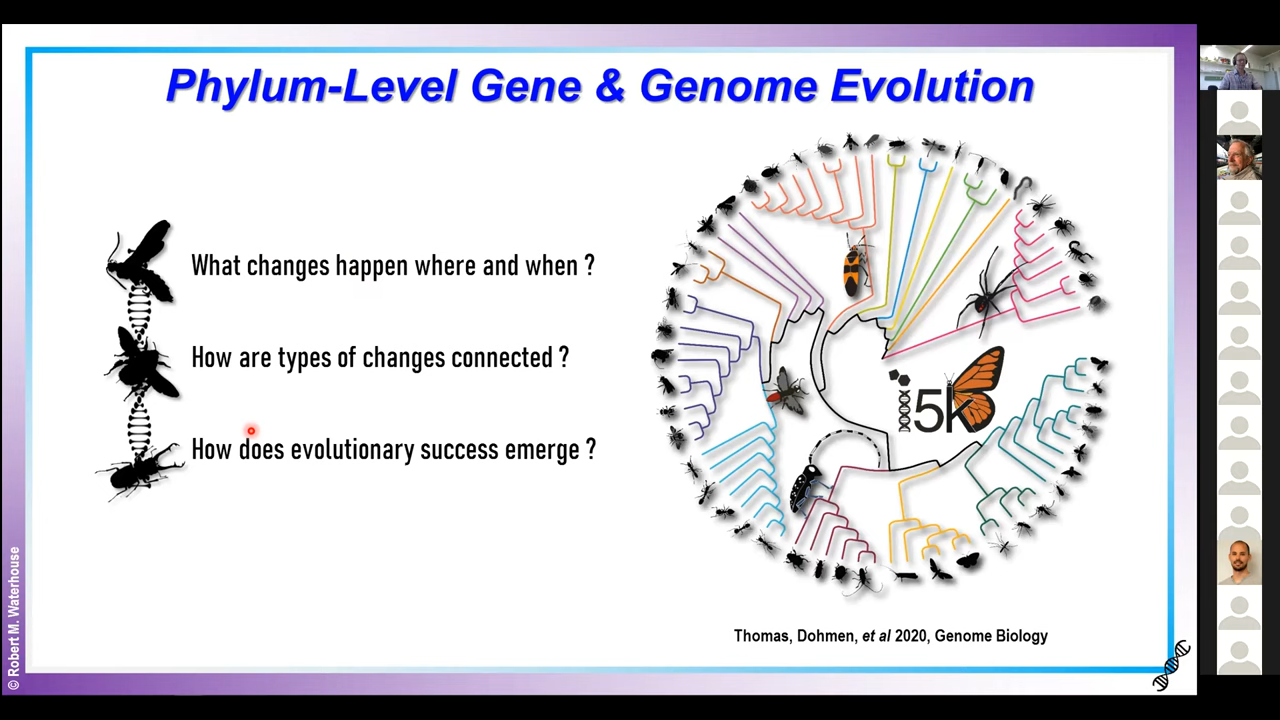 Phylum-Level Gene & Genome Evolution
What changes happen where and when ?
How are types of changes connected ?
How does evolutionary success emerge ?
i5k
Thomas, Dohmen, et al 2020, Genome Biology
© Robert M. Waterhouse